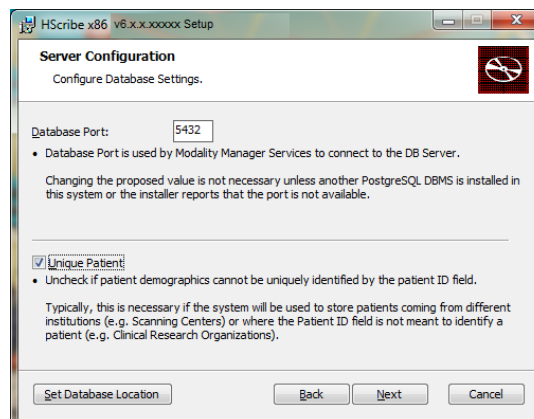 HScribe x86 v6.x.x.xxxxx Setup
Server Configuration
Configure Database Settings.
Database Port: 5432
• Database Port is used by Modality Manager Services to connect to the DB Server.
Changing the proposed value is not necessary unless another PostgreSQL DBMS is installed in
this system or the installer reports that the port is not available.
Unique Patient
• Uncheck if patient demographics cannot be uniquely identified by the patient ID field.
Typically, this is necessary if the system will be used to store patients coming from different
institutions (e.g. Scanning Centers) or where the Patient ID field is not meant to identify a
patient (e.g. Clinical Research Organizations).
Set Database Location Back Next Cancel